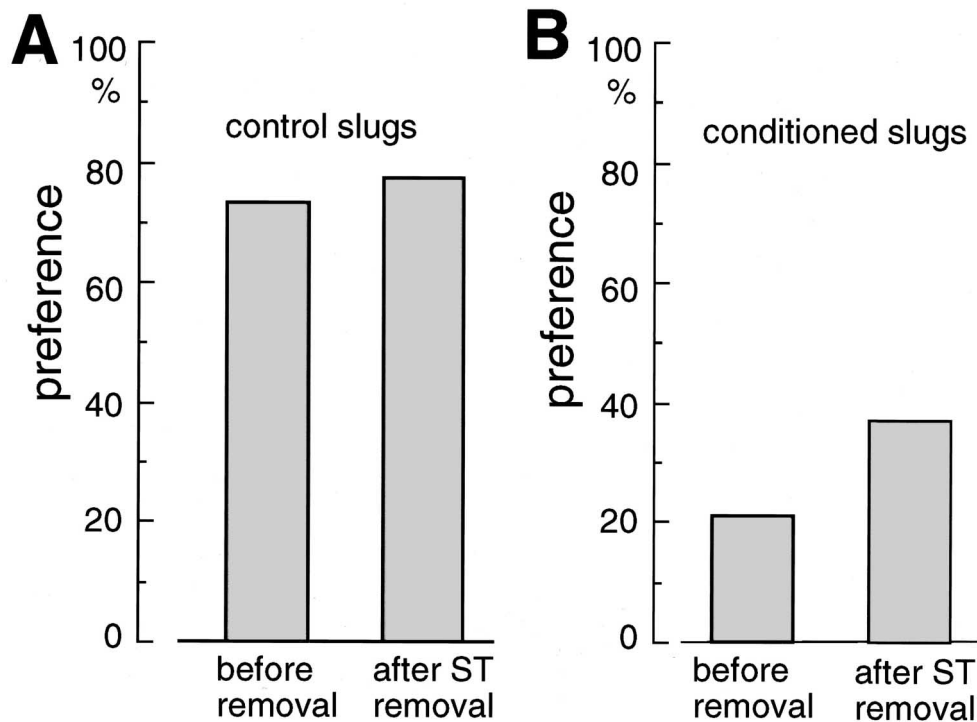 A
100
%
80
60
40
20
0
preference
control slugs
before
removal
after ST
removal
B
100
%
80
60
40
20
0
preference
conditioned slugs
before
removal
after ST
removal